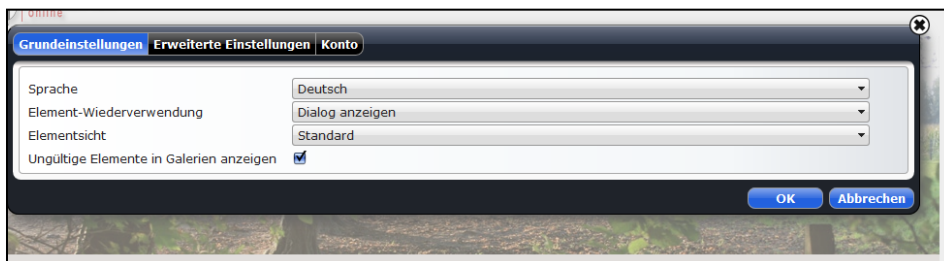 online
Grundeinstellungen Erweiterte Einstellungen Konto
Sprache Deutsch
Element-Wiederverwendung Dialog anzeigen
Elementsicht Standard
Ungültige Elemente in Galerien anzeigen
OK Abbrechen